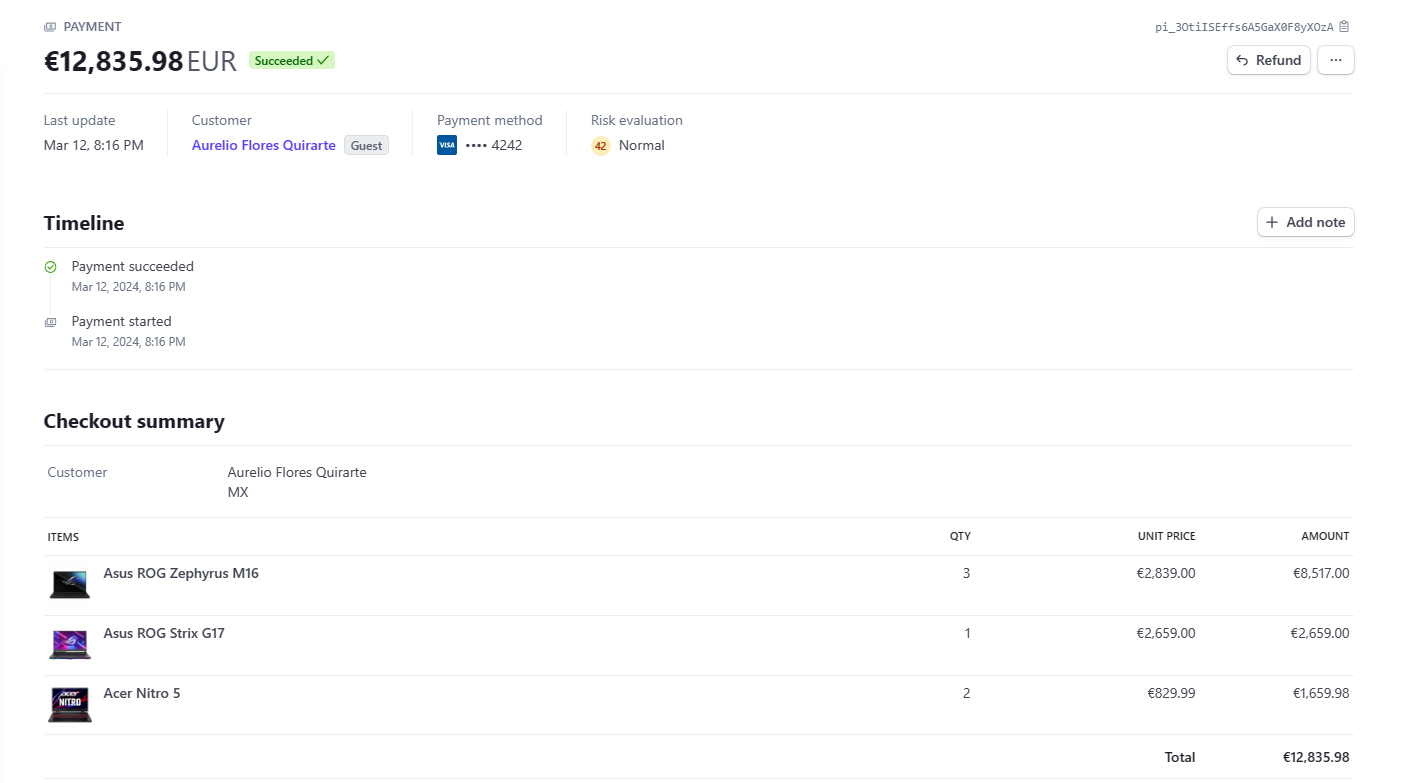 PAYMENT
pi_3OtiISEffs6A5GaX0F8yXOzA
€12,835.98 EUR Succeeded
Refund
Last update
Customer
Payment method
Risk evaluation
Mar 12, 8:16 PM
Aurelio Flores Quirarte Guest
VISA •••• 4242
42 Normal
Timeline
Add note
Payment succeeded
Mar 12, 2024, 8:16 PM
Payment started
Mar 12, 2024, 8:16 PM
Checkout summary
Customer
Aurelio Flores Quirarte
MX
ITEMS QTY UNIT PRICE AMOUNT
Asus ROG Zephyrus M16 3 €2,839.00 €8,517.00
Asus ROG Strix G17 1 €2,659.00 €2,659.00
acer
NITRO
Acer Nitro 5 2 €829.99 €1,659.98
Total €12,835.98